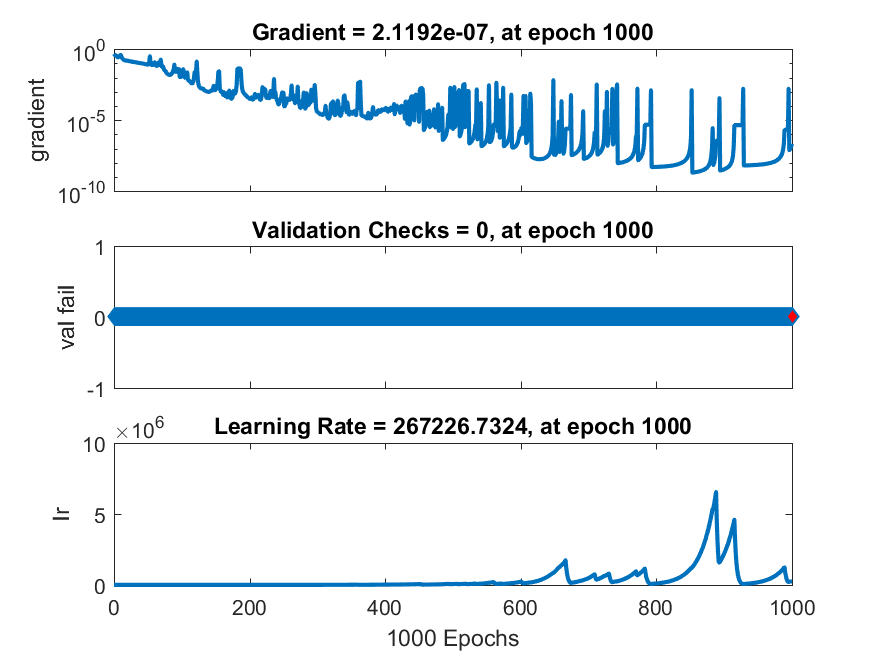 Gradient = 2.1192e-07, at epoch 1000
10^0
10^-5
10^-10
gradient
Validation Checks = 0, at epoch 1000
1
0
-1
val fail
Learning Rate = 267226.7324, at epoch 1000
×10^6
10
5
0
lr
0 200 400 600 800 1000
1000 Epochs